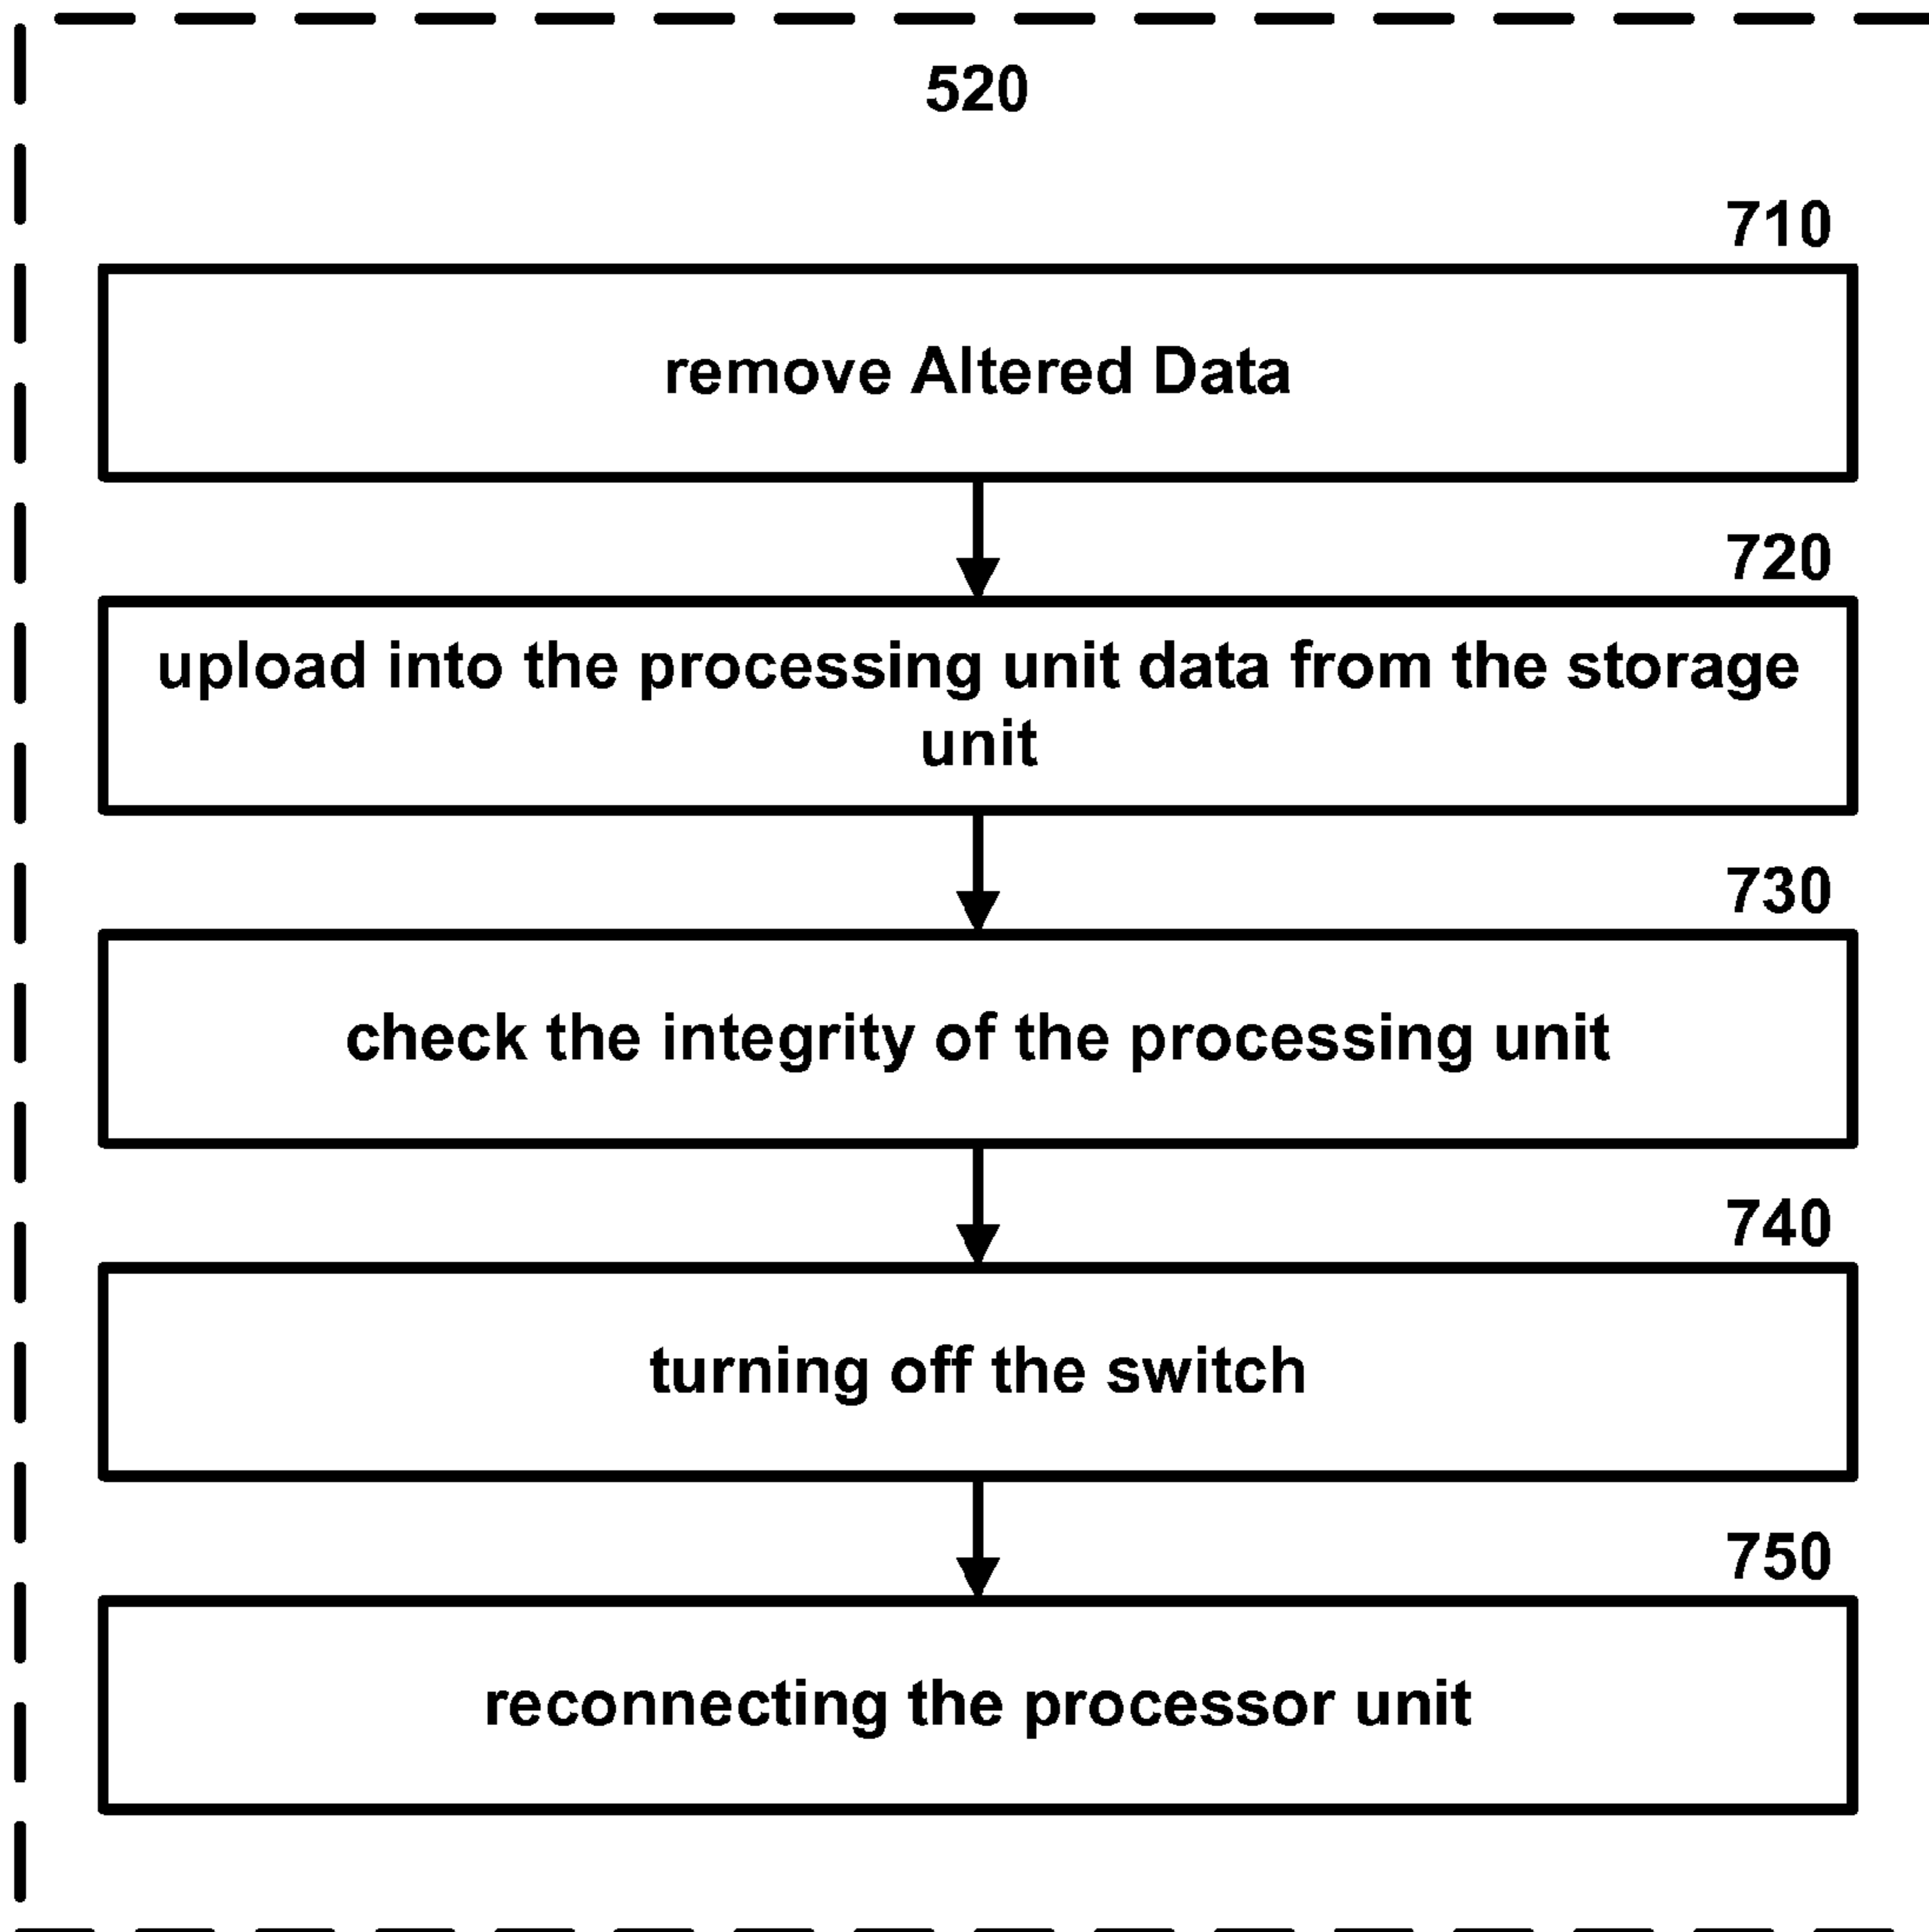 520
710
remove Altered Data
720
upload into the processing unit data from the storage
unit
730
check the integrity of the processing unit
740
turning off the switch
750
reconnecting the processor unit